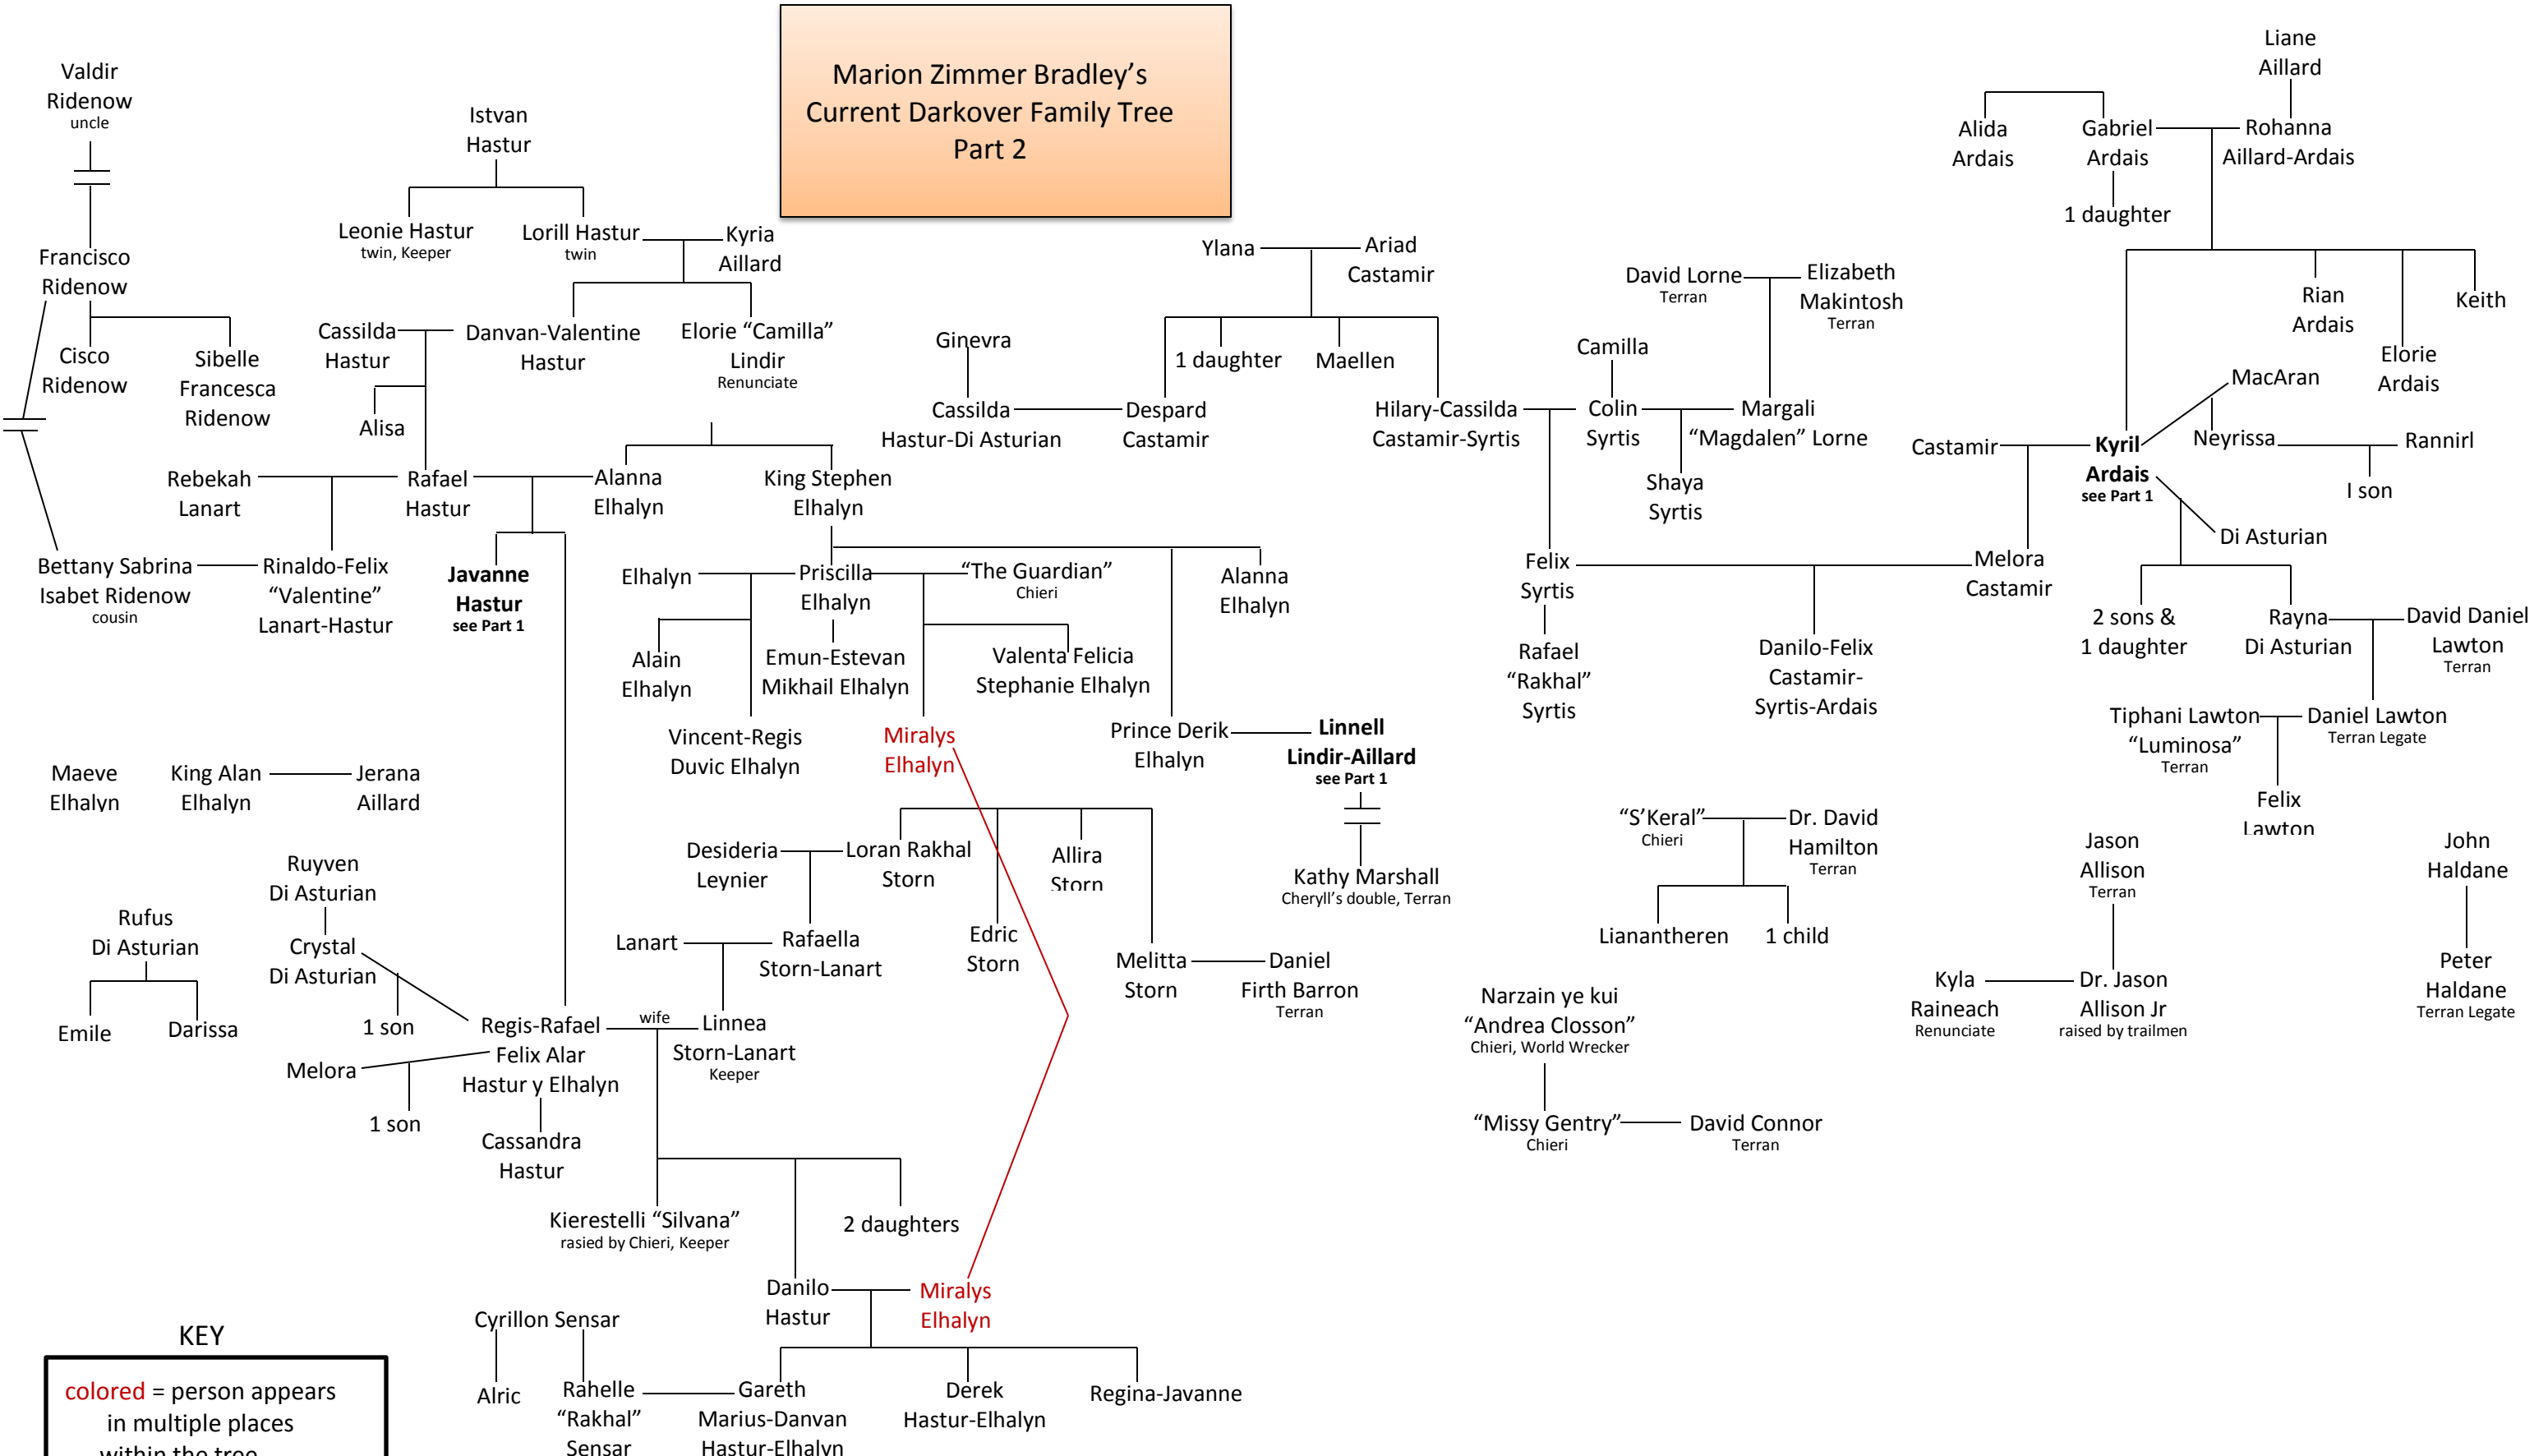 Marion Zimmer Bradley’s
Current Darkover Family Tree
Part 2
Valdir
Ridenow
uncle
Istvan
Hastur
Liane
Aillard
Alida
Ardais
Gabriel
Ardais
Rohanna
Aillard-Ardais
1 daughter
Francisco
Ridenow
Leonie Hastur
twin, Keeper
Lorill Hastur
twin
Kyria
Aillard
Ylana
Ariad
Castamir
David Lorne
Terran
Elizabeth
Makintosh
Terran
Rian
Ardais
Keith
Elorie
Ardais
Cisco
Ridenow
Sibelle
Francesca
Ridenow
Cassilda
Hastur
Danvan-Valentine
Hastur
Elorie “Camilla”
Lindir
Renunciate
Ginevra
1 daughter
Maellen
Camilla
MacAran
Alisa
Cassilda
Hastur-Di Asturian
Despard
Castamir
Hilary-Cassilda
Castamir-Syrtis
Colin
Syrtis
Margali
“Magdalen” Lorne
Castamir
Kyril
Ardais
see Part 1
Neyrissa
Rannirl
I son
Rebekah
Lanart
Rafael
Hastur
Alanna
Elhalyn
King Stephen
Elhalyn
Shaya
Syrtis
Di Asturian
Bettany Sabrina
Isabet Ridenow
cousin
Rinaldo-Felix
“Valentine”
Lanart-Hastur
Javanne
Hastur
see Part 1
Elhalyn
Priscilla
Elhalyn
“The Guardian”
Chieri
Alanna
Elhalyn
Felix
Syrtis
Melora
Castamir
2 sons &
1 daughter
Rayna
Di Asturian
David Daniel
Lawton
Terran
Alain
Elhalyn
Emun-Estevan
Mikhail Elhalyn
Valenta Felicia
Stephanie Elhalyn
Rafael
“Rakhal”
Syrtis
Danilo-Felix
Castamir-
Syrtis-Ardais
Vincent-Regis
Duvic Elhalyn
Miralys
Elhalyn
Prince Derik
Elhalyn
Linnell
Lindir-Aillard
see Part 1
Tiphani Lawton
“Luminosa”
Terran
Daniel Lawton
Terran Legate
Maeve
Elhalyn
King Alan
Elhalyn
Jerana
Aillard
Felix
Lawton
Desideria
Leynier
Loran Rakhal
Storn
Allira
Storn
Kathy Marshall
Cheryll’s double, Terran
“S’Keral”
Chieri
Dr. David
Hamilton
Terran
Jason
Allison
Terran
John
Haldane
Ruyven
Di Asturian
Rufus
Di Asturian
Crystal
Di Asturian
Lanart
Rafaella
Storn-Lanart
Edric
Storn
Melitta
Storn
Daniel
Firth Barron
Terran
Lianantheren
1 child
Kyla
Raineach
Renunciate
Dr. Jason
Allison Jr
raised by trailmen
Peter
Haldane
Terran Legate
Emile
Darissa
1 son
Regis-Rafael
Felix Alar
Hastur y Elhalyn
wife
Linnea
Storn-Lanart
Keeper
Narzain ye kui
“Andrea Closson”
Chieri, World Wrecker
Melora
1 son
Cassandra
Hastur
“Missy Gentry”
Chieri
David Connor
Terran
Kierestelli “Silvana”
rasied by Chieri, Keeper
2 daughters
Danilo
Hastur
Miralys
Elhalyn
Cyrillon Sensar
Alric
Rahelle
“Rakhal”
Sensar
Gareth
Marius-Danvan
Hastur-Elhalyn
Derek
Hastur-Elhalyn
Regina-Javanne
KEY
colored = person appears
in multiple places
within the tree